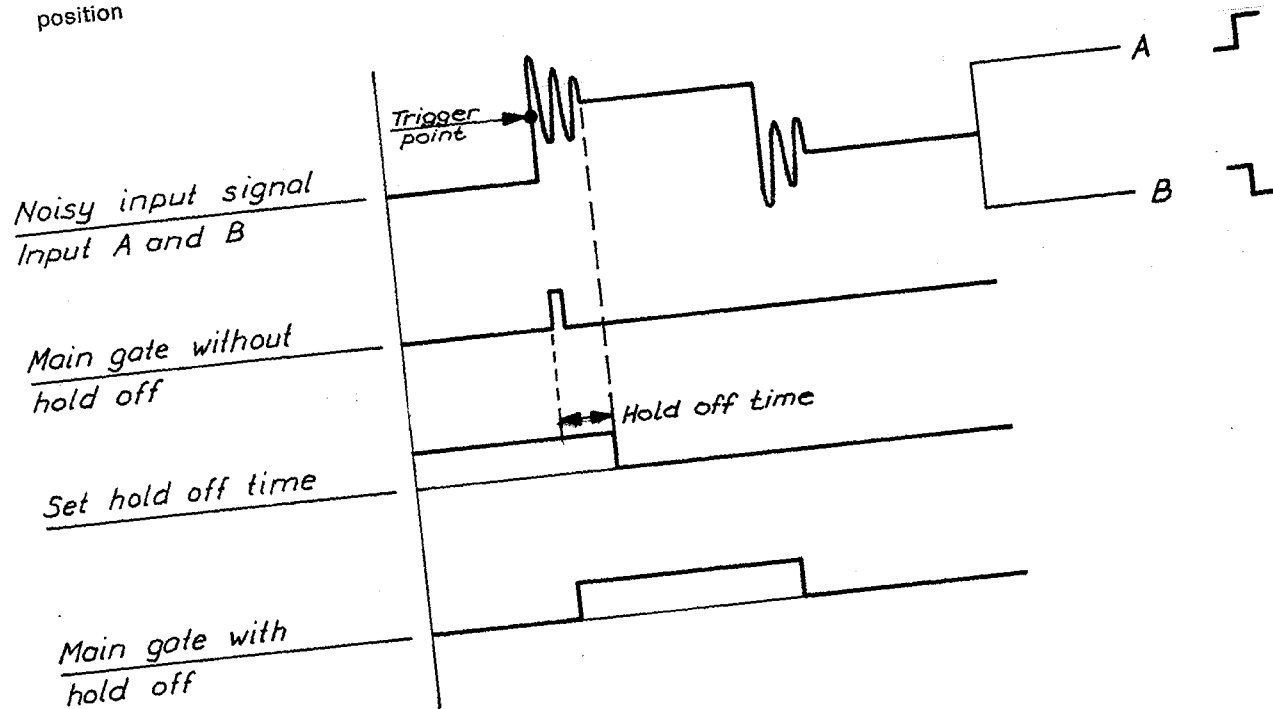 position
A
Trigger
point
B
Noisy input signal
Input A and B
Main gate without
hold off
Hold off time
Set hold off time
Main gate with
hold off